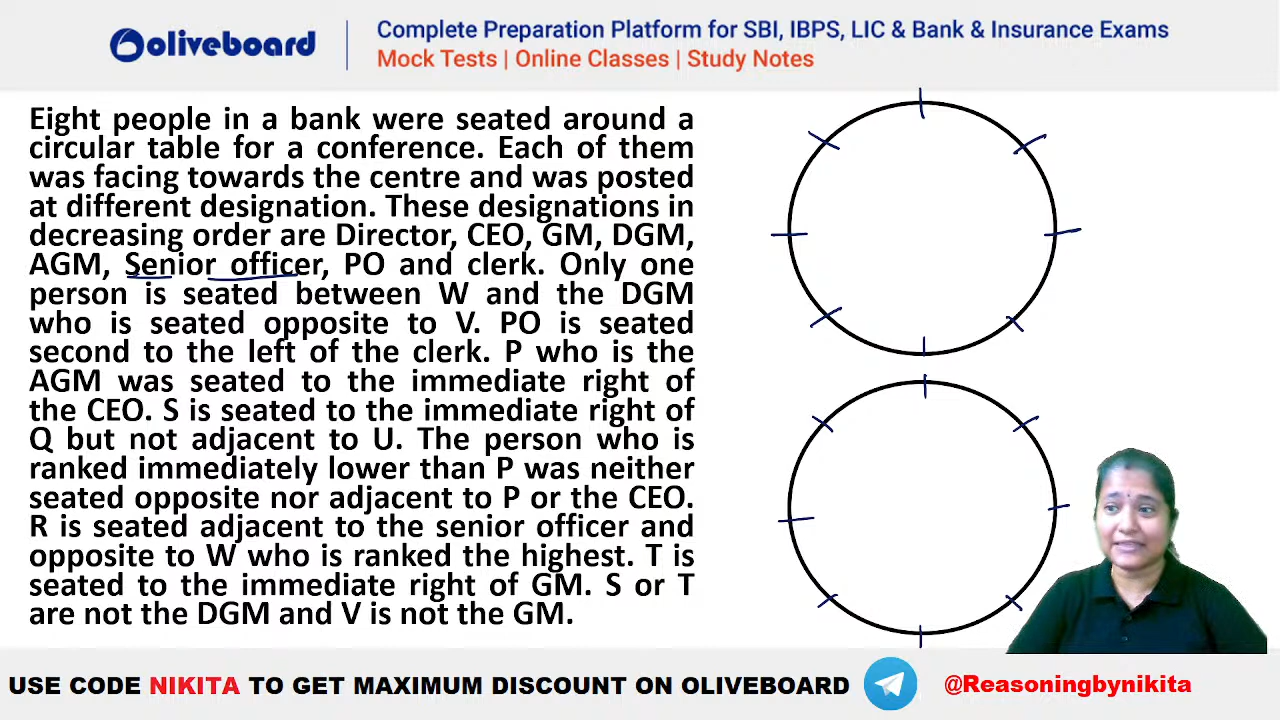 oliveboard
Complete Preparation Platform for SBI, IBPS, LIC & Bank & Insurance Exams
Mock Tests | Online Classes | Study Notes
Eight people in a bank were seated around a
circular table for a conference. Each of them
was facing towards the centre and was posted
at different designation. These designations in
decreasing order are Director, CEO, GM, DGM,
AGM, Senior officer, PO and clerk. Only one
person is seated between W and the DGM
who is seated opposite to V. PO is seated
second to the left of the clerk. P who is the
AGM was seated to the immediate right of
the CEO. S is seated to the immediate right of
Q but not adjacent to U. The person who is
ranked immediately lower than P was neither
seated opposite nor adjacent to P or the CEO.
R is seated adjacent to the senior officer and
opposite to W who is ranked the highest. T is
seated to the immediate right of GM. S or T
are not the DGM and V is not the GM.
USE CODE NIKITA TO GET MAXIMUM DISCOUNT ON OLIVEBOARD
@Reasoningbynikita